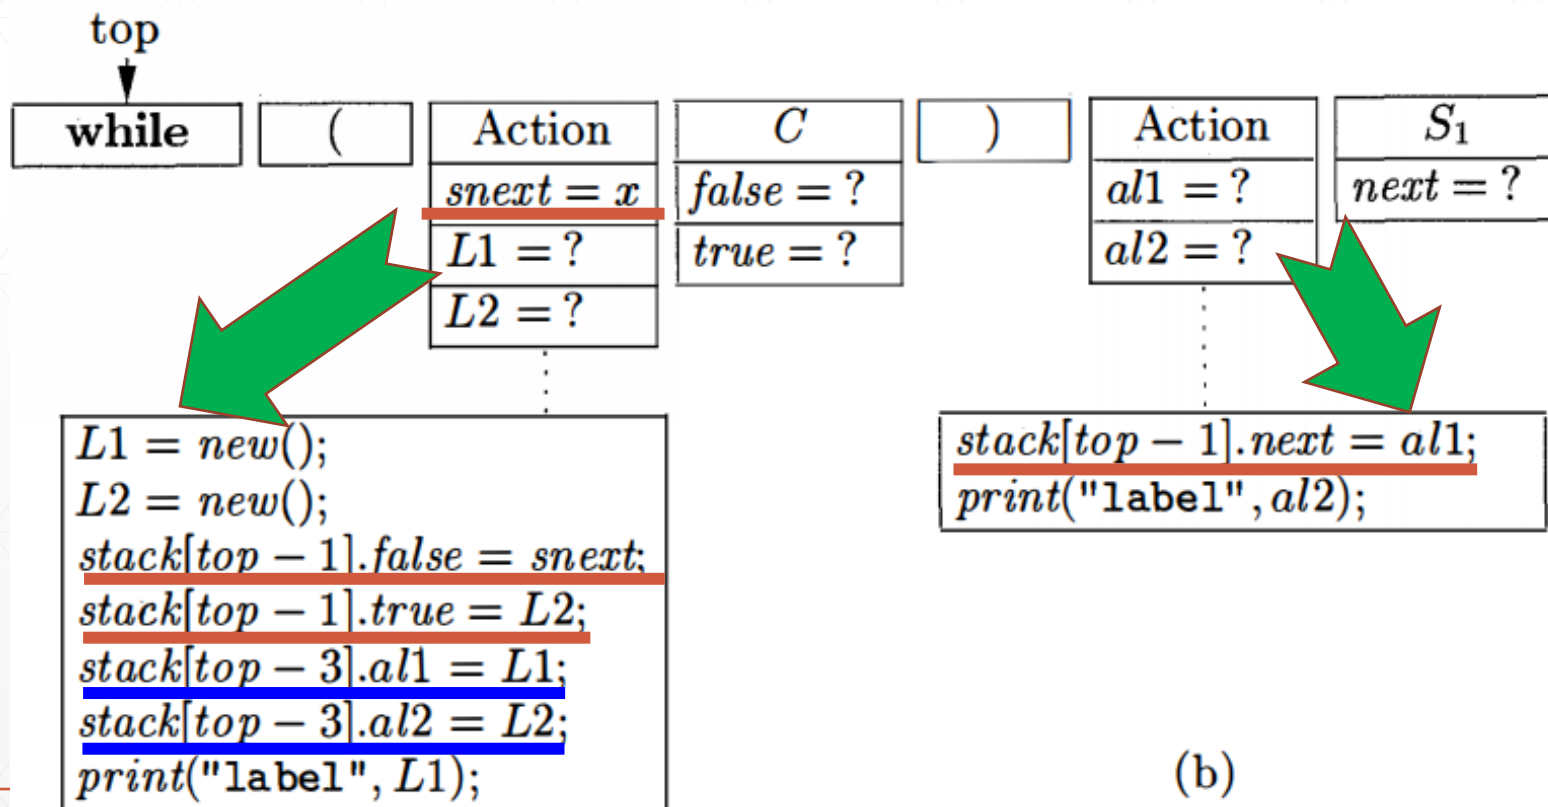 top
while ( Action C ) Action S₁
snext = x false = ? al1 = ? next = ?
L1 = ? true = ? al2 = ?
L2 = ?
L1 = new();
L2 = new();
stack[top − 1].false = snext;
stack[top − 1].true = L2;
stack[top − 3].al1 = L1;
stack[top − 3].al2 = L2;
print("label", L1);
stack[top − 1].next = al1;
print("label", al2);
(b)